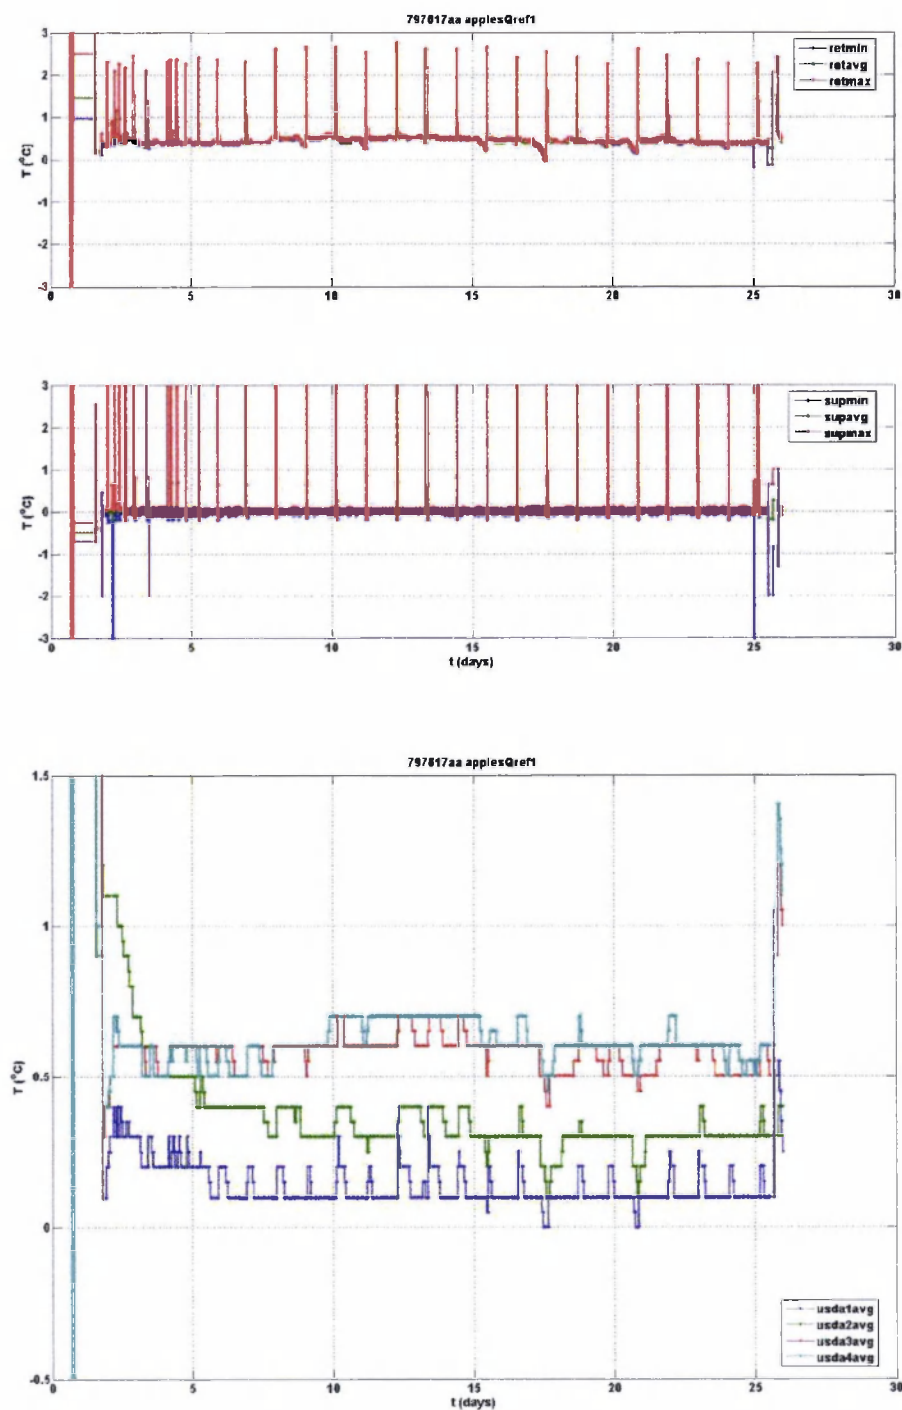 797617aa applesQref1
3
2
1
0
-1
-2
-3
T (°C)
0 5 10 15 20 25 30
retmin
retavg
retmax
3
2
1
0
-1
-2
-3
T (°C)
0 5 10 15 20 25 30
t (days)
supmin
supavg
supmax
797617aa applesQref1
1.5
1
0.5
0
-0.5
T (°C)
0 5 10 15 20 25 30
t (days)
usda1avg
usda2avg
usda3avg
usda4avg